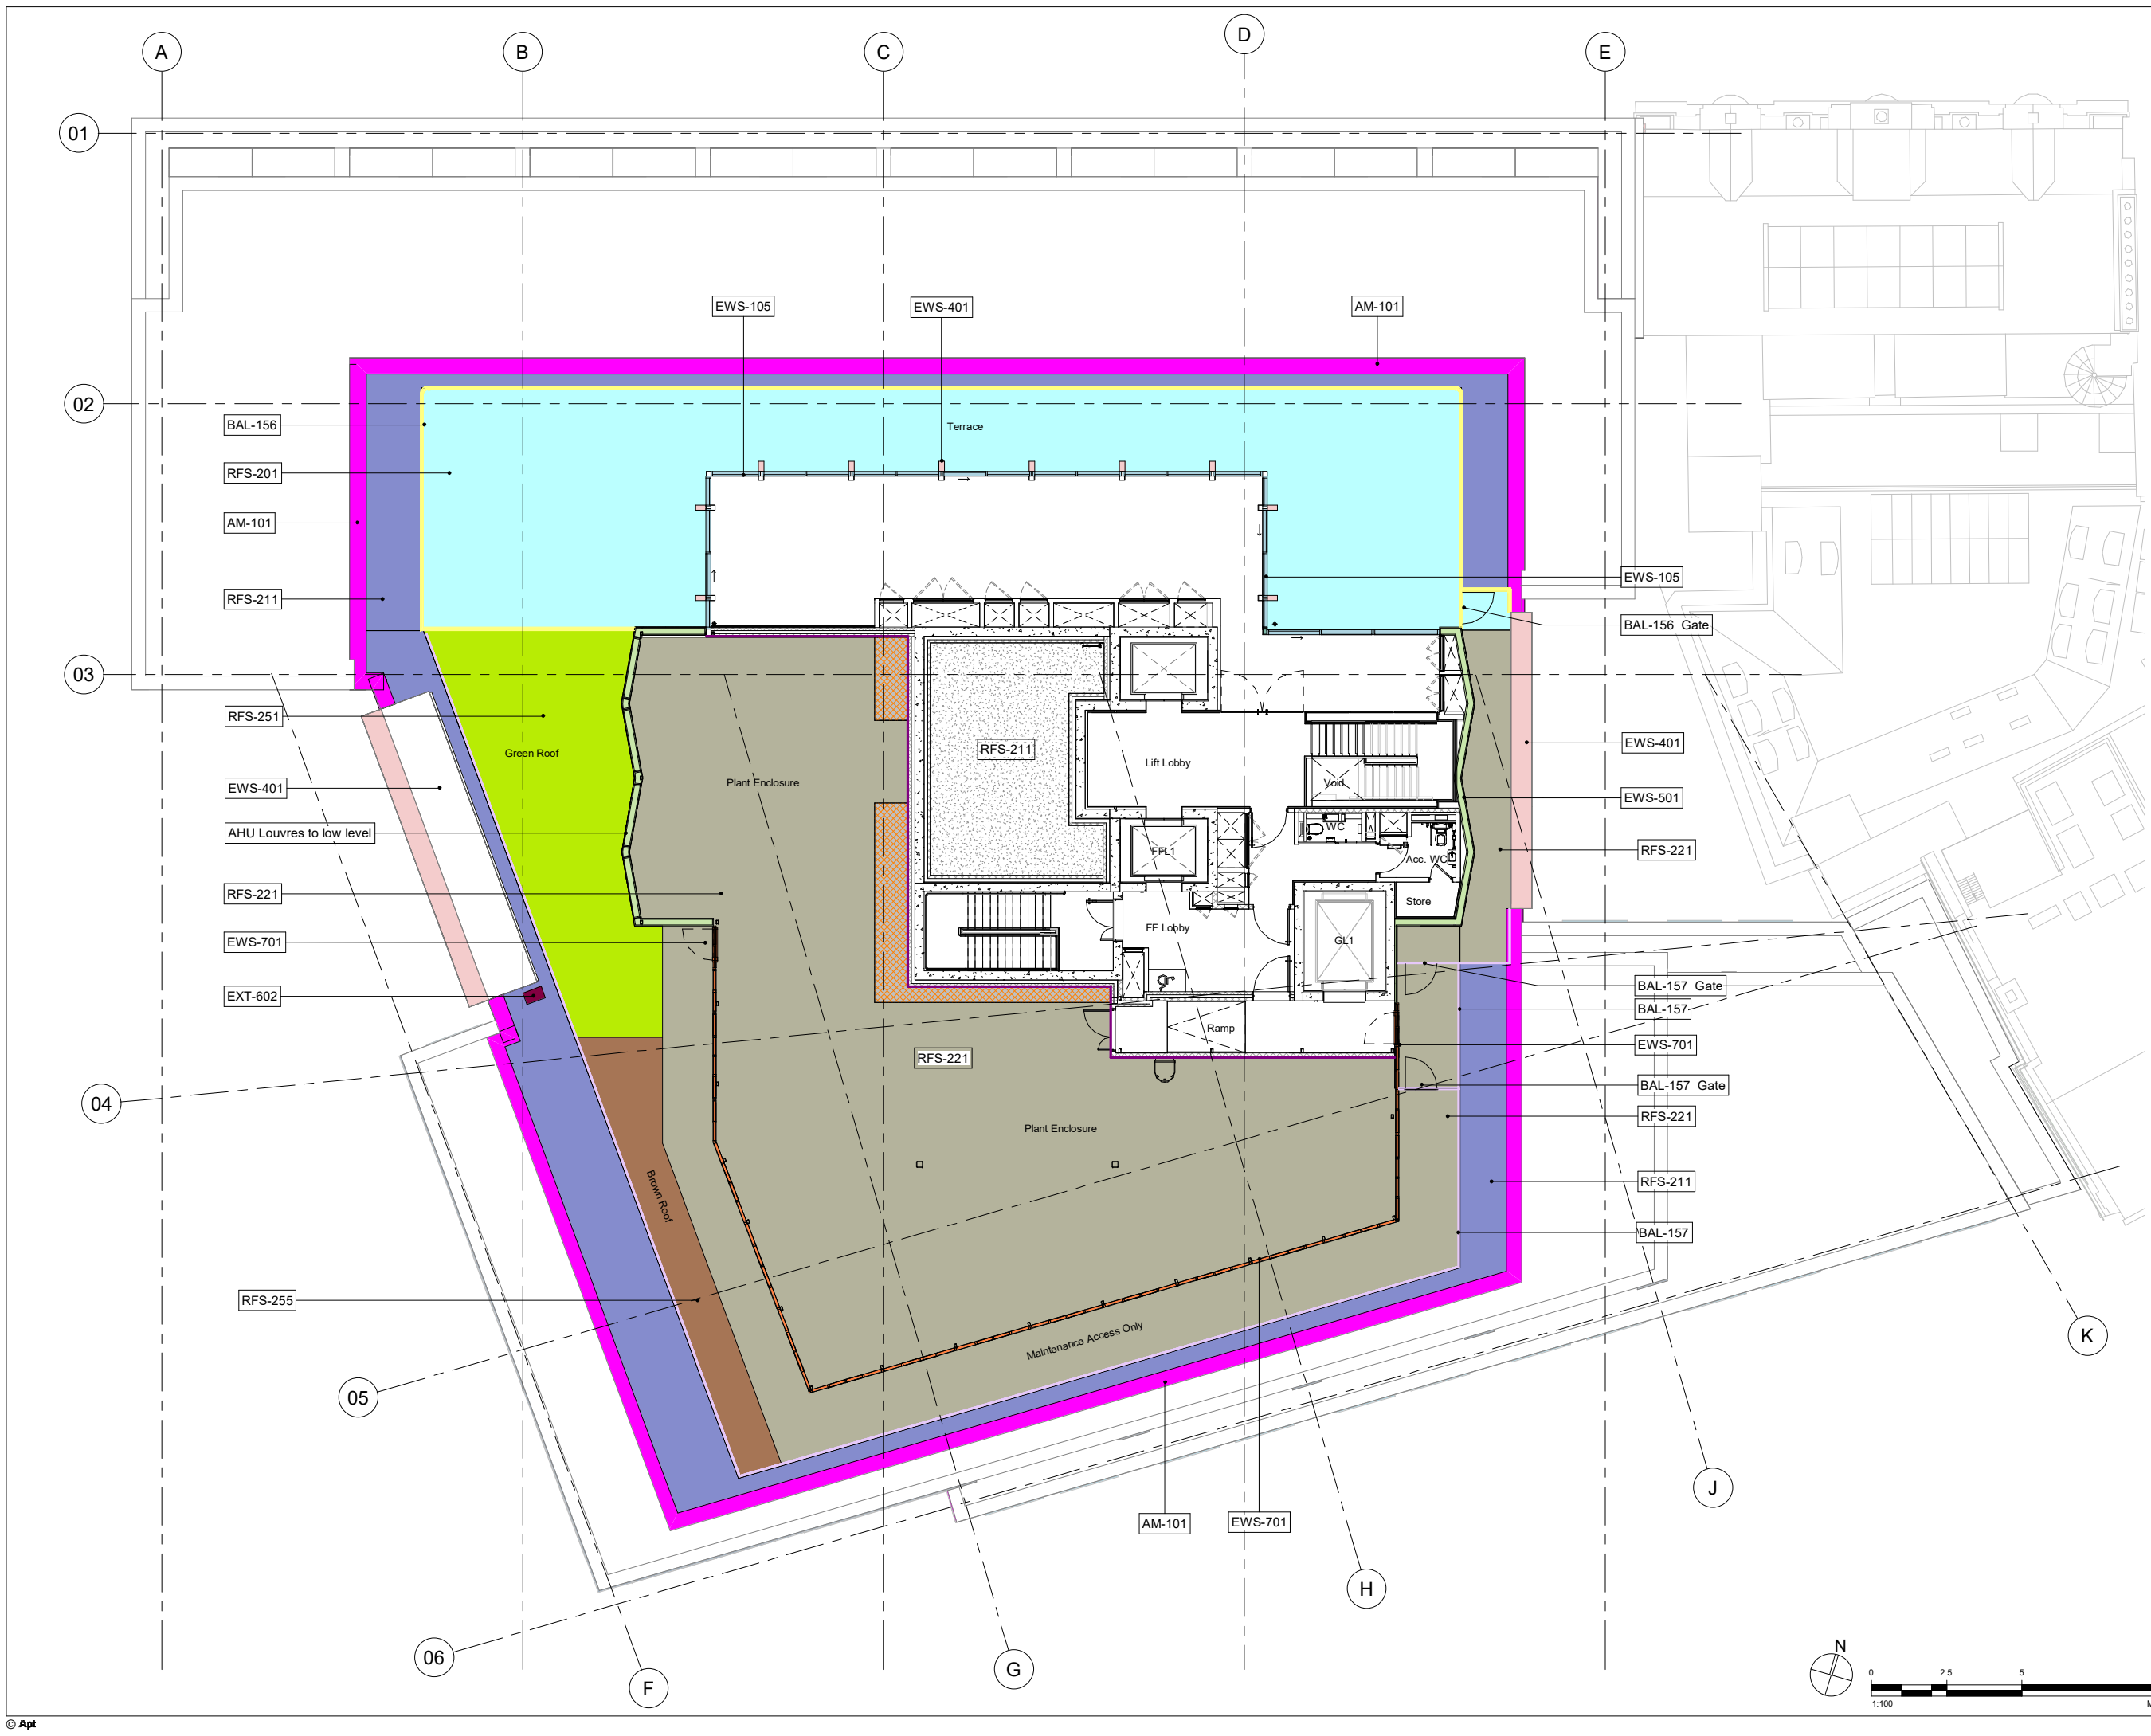 A
B
C
D
E
01
EWS-105
EWS-401
AM-101
02
BAL-156
Terrace
RFS-201
AM-101
EWS-105
RFS-211
BAL-156 Gate
03
RFS-251
Green Roof
RFS-211
EWS-401
Lift Lobby
Plant Enclosure
Void
EWS-401
EWS-501
AHU Louvres to low level
WC
FFL1
Acc. WC
RFS-221
RFS-221
Store
EWS-701
FF Lobby
GL1
EXT-602
BAL-157 Gate
BAL-157
Ramp
EWS-701
RFS-221
BAL-157 Gate
04
RFS-221
Plant Enclosure
Brown Roof
RFS-211
BAL-157
RFS-255
Maintenance Access Only
K
05
J
AM-101
EWS-701
H
06
G
F
N
0 2.5 5
1:100
© Apt